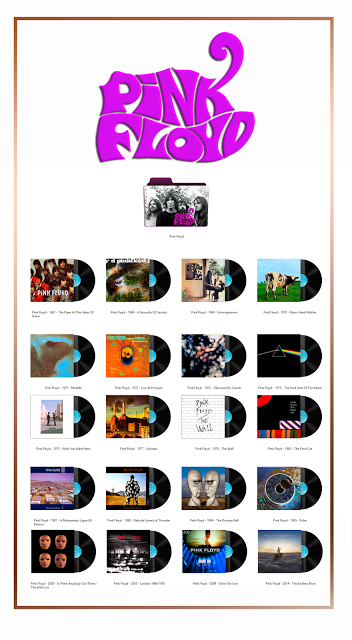 PINK
FLOYD
Pink Floyd
PINK FLOYD
Pink Floyd - 1967 - The Piper At The Gates Of
Dawn
Pink Floyd - 1968 - A Saucerful Of Secrets
Pink Floyd - 1969 - Ummagumma
Pink Floyd - 1970 - Atom Heart Mother
Pink Floyd - 1971 - Meddle
Pink Floyd - 1972 - Live At Pompeii
Pink Floyd - 1972 - Obscured By Clouds
Pink Floyd - 1973 - The Dark Side Of The Moon
PINK
FLOYD
THE
WALL
Pink Floyd - 1975 - Wish You Were Here
Pink Floyd - 1977 - Animals
Pink Floyd - 1979 - The Wall
Pink Floyd - 1983 - The Final Cut
Pink Floyd - 1987 - A Momentary Lapse Of
Reason
Pink Floyd - 1988 - Delicate Sound of Thunder
Pink Floyd - 1994 - The Division Bell
Pink Floyd - 1995 - Pulse
PINK FLOYD
SHINE ON
Pink Floyd - 2000 - Is There Anybody Out There -
The Wall Live
Pink Floyd - 2005 - London 1966-1967
Pink Floyd - 2008 - Shine On Live
Pink Floyd - 2014 - The Endless River